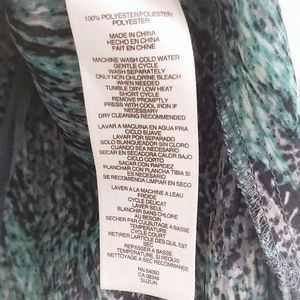 100% POLYESTER/POLIESTER/
POLYESTER
MADE IN CHINA
HECHO EN CHINA
FAIT EN CHINE
MACHINE WASH COLD WATER
GENTLE CYCLE
WASH SEPARATELY
ONLY NON CHLORINE BLEACH
WHEN NEEDED
TUMBLE DRY LOW HEAT
SHORT CYCLE
REMOVE PROMPTLY
PRESS WITH COOL IRON IF
NECESSARY
DRY CLEANING RECOMMENDED
LAVAR A MAQUINA EN AGUA FRIA
CICLO SUAVE
LAVAR POR SEPARADO
SOLO BLANQUEADOR SIN CLORO
CUANDO SEA NECESARIO
SECAR EN SECADORA CALOR BAJO
CICLO CORTO
SACAR CON RAPIDEZ
PLANCHAR CON PLANCHA TIBIA SI
ES NECESARIO
SE RECOMIENDA LIMPIAR EN SECO
LAVER A LA MACHINE A L'EAU
FROIDE
CYCLE DELICAT
LAVER SEUL
BLANCHIR SANS CHLORE
AU BESOIN
SECHER PAR CULBUTAGE A BASSE
TEMPERATURE
CYCLE COURT
RETIRER L'ARTICLE DES QU'IL EST
SEC
REPASSER A BASSE
TEMPERATURE, SI REQUIS
NETTOYAGE A SEC RECOMMANDE
RN 54050
CA 08349
SUZUN